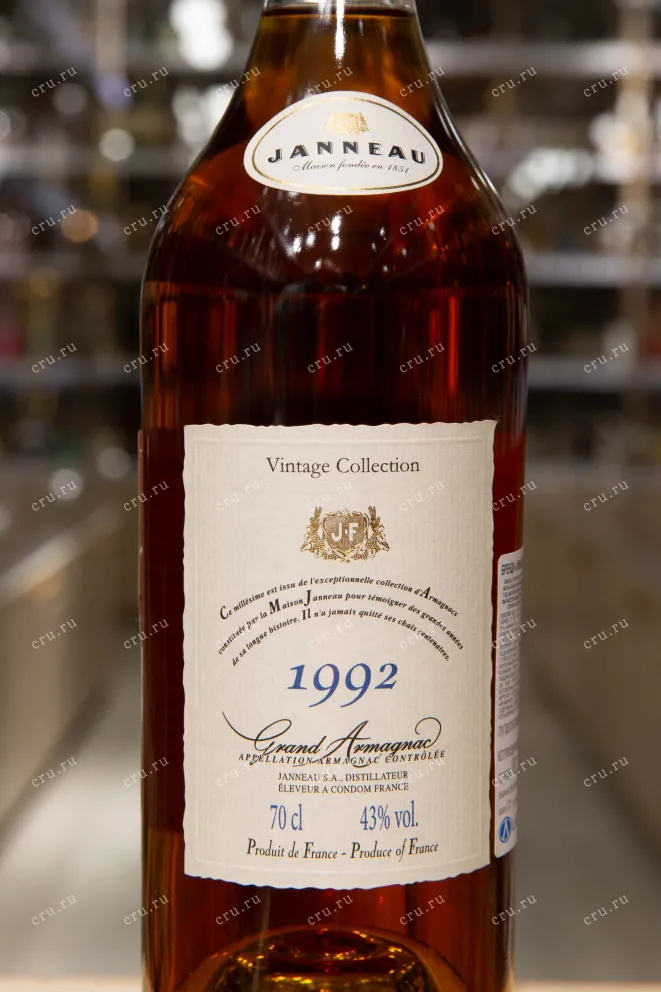 JANNEAU
Maison fondée en 1851
Vintage Collection
J·F
Ce millésime est issu de l'exceptionnelle collection d'Armagnacs
constituée par la Maison Janneau pour témoigner des grandes années
de sa longue histoire. Il n'a jamais quitté ses chais centenaires.
1992
Grand Armagnac
APPELLATION ARMAGNAC CONTRÔLÉE
JANNEAU S.A., DISTILLATEUR
ÉLEVEUR A CONDOM FRANCE
70 cl 43% vol.
Produit de France - Produce of France
cru.ru